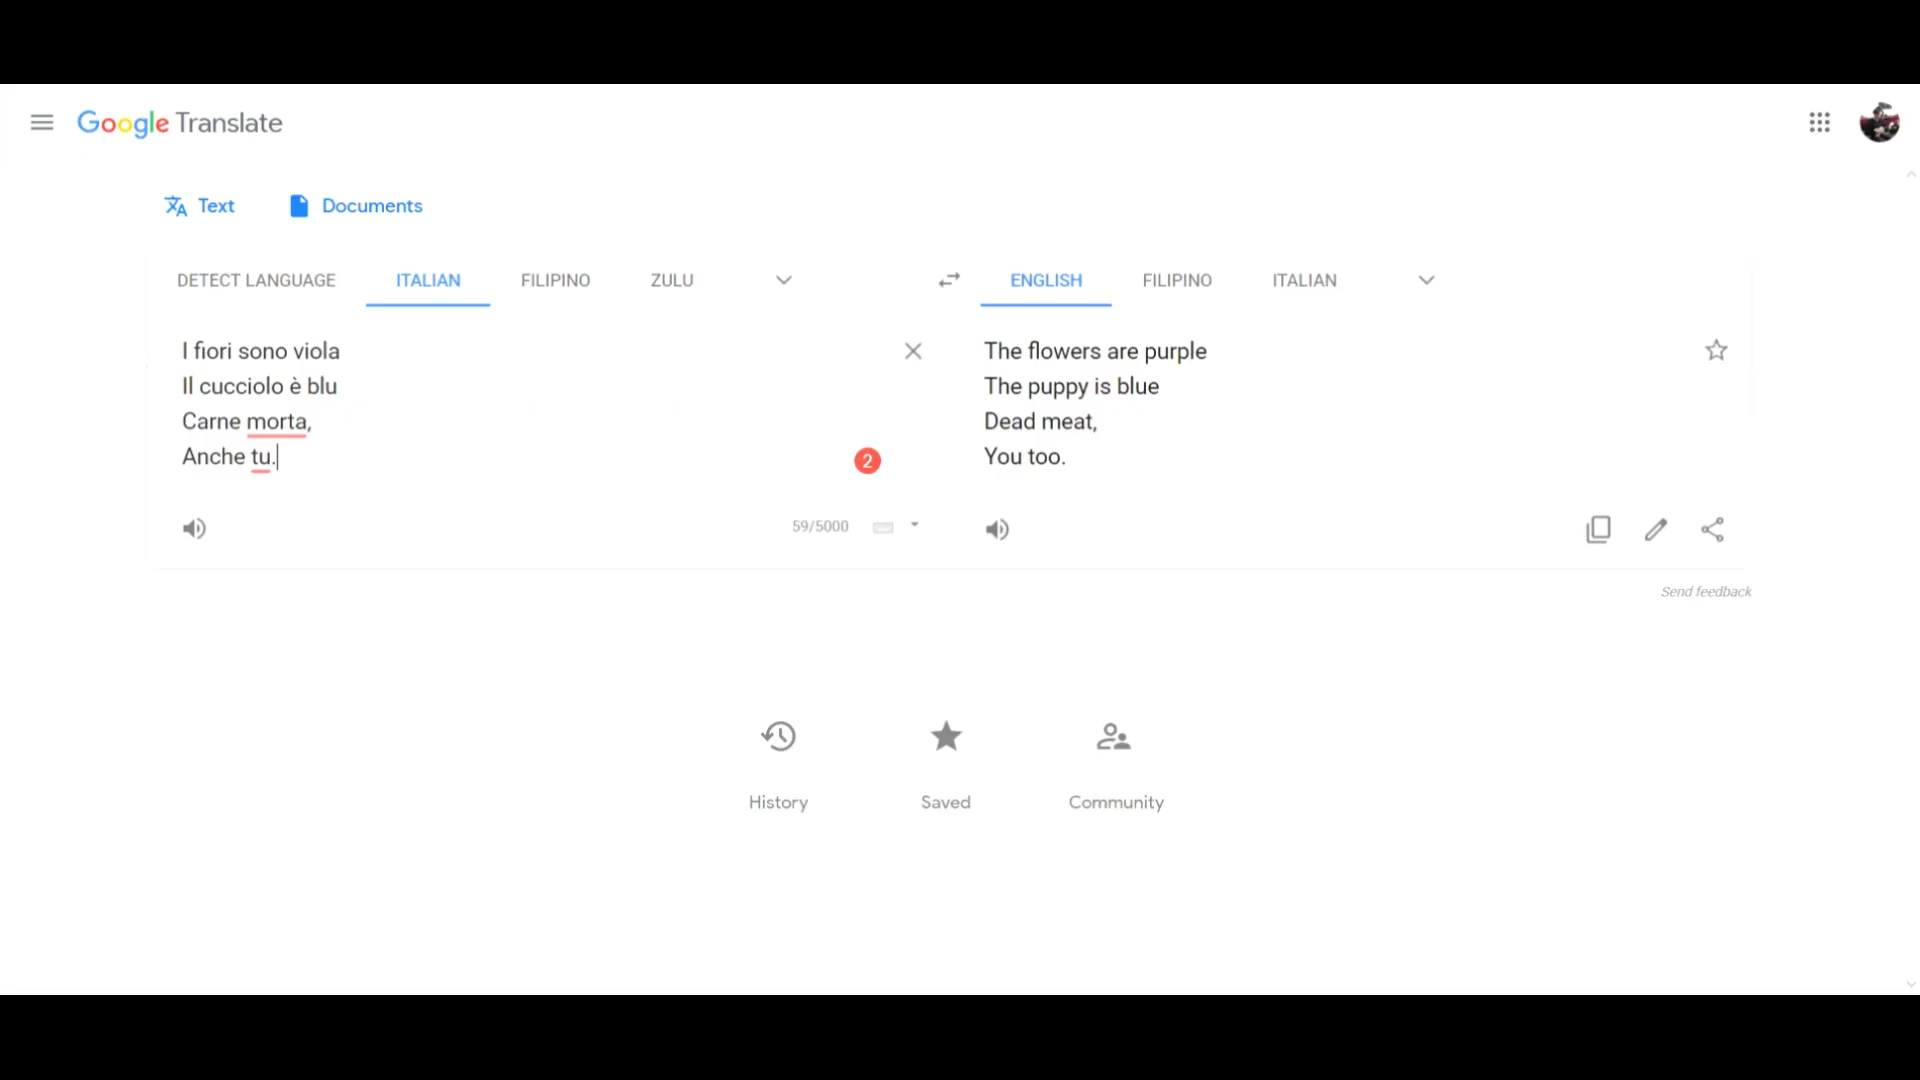 Google Translate
Text
Documents
DETECT LANGUAGE
ITALIAN
FILIPINO
ZULU
ENGLISH
FILIPINO
ITALIAN
I fiori sono viola
Il cucciolo è blu
Carne morta,
Anche tu.
2
59/5000
The flowers are purple
The puppy is blue
Dead meat,
You too.
Send feedback
History
Saved
Community